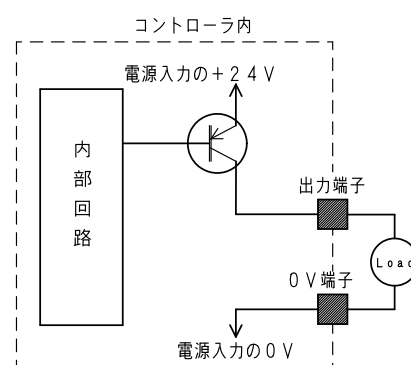 コントローラ内
電源入力の+24V
内部回路
出力端子
Load
0V端子
電源入力の0V